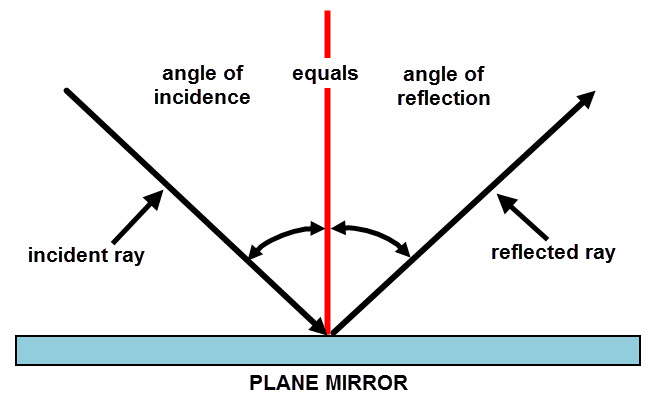 angle of
incidence
equals
angle of
reflection
incident ray
reflected ray
PLANE MIRROR